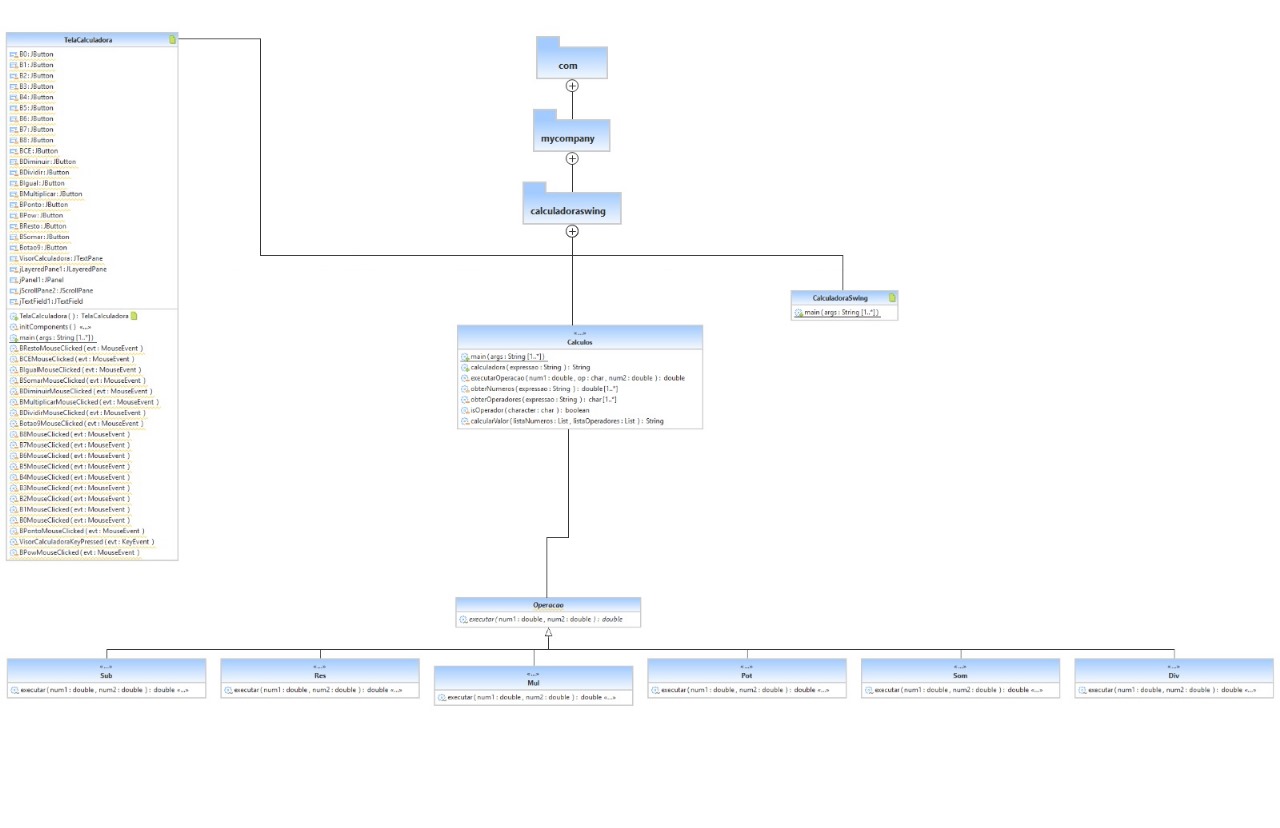 TelaCalculadora
B0 : JButton
B1 : JButton
B2 : JButton
B3 : JButton
B4 : JButton
B5 : JButton
B6 : JButton
B7 : JButton
B8 : JButton
BCE : JButton
BDiminuir : JButton
BDividir : JButton
BIgual : JButton
BMultiplicar : JButton
BPonto : JButton
BPow : JButton
BResto : JButton
BSomar : JButton
Botao9 : JButton
VisorCalculadora : JTextPane
jLayeredPane1 : JLayeredPane
jPanel1 : JPanel
jScrollPane2 : JScrollPane
jTextField1 : JTextField
TelaCalculadora ( ) : TelaCalculadora
initComponents ( ) «...»
main ( args : String [1..*] )
BRestoMouseClicked ( evt : MouseEvent )
BCEMouseClicked ( evt : MouseEvent )
BIgualMouseClicked ( evt : MouseEvent )
BSomarMouseClicked ( evt : MouseEvent )
BDiminuirMouseClicked ( evt : MouseEvent )
BMultiplicarMouseClicked ( evt : MouseEvent )
BDividirMouseClicked ( evt : MouseEvent )
Botao9MouseClicked ( evt : MouseEvent )
B8MouseClicked ( evt : MouseEvent )
B7MouseClicked ( evt : MouseEvent )
B6MouseClicked ( evt : MouseEvent )
B5MouseClicked ( evt : MouseEvent )
B4MouseClicked ( evt : MouseEvent )
B3MouseClicked ( evt : MouseEvent )
B2MouseClicked ( evt : MouseEvent )
B1MouseClicked ( evt : MouseEvent )
B0MouseClicked ( evt : MouseEvent )
BPontoMouseClicked ( evt : MouseEvent )
VisorCalculadoraKeyPressed ( evt : KeyEvent )
BPowMouseClicked ( evt : MouseEvent )
com
mycompany
calculadoraswing
CalculadoraSwing
main ( args : String [1..*] )
«...»
Calculos
main ( args : String [1..*] )
calculadora ( expressao : String ) : String
executarOperacao ( num1 : double , op : char , num2 : double ) : double
obterNumeros ( expressao : String ) : double [1..*]
obterOperadores ( expressao : String ) : char [1..*]
isOperador ( character : char ) : boolean
calcularValor ( listaNumeros : List , listaOperadores : List ) : String
Operacao
executar ( num1 : double , num2 : double ) : double
«...»
Sub
executar ( num1 : double , num2 : double ) : double «...»
«...»
Res
executar ( num1 : double , num2 : double ) : double «...»
«...»
Mul
executar ( num1 : double , num2 : double ) : double «...»
«...»
Pot
executar ( num1 : double , num2 : double ) : double «...»
«...»
Som
executar ( num1 : double , num2 : double ) : double «...»
«...»
Div
executar ( num1 : double , num2 : double ) : double «...»